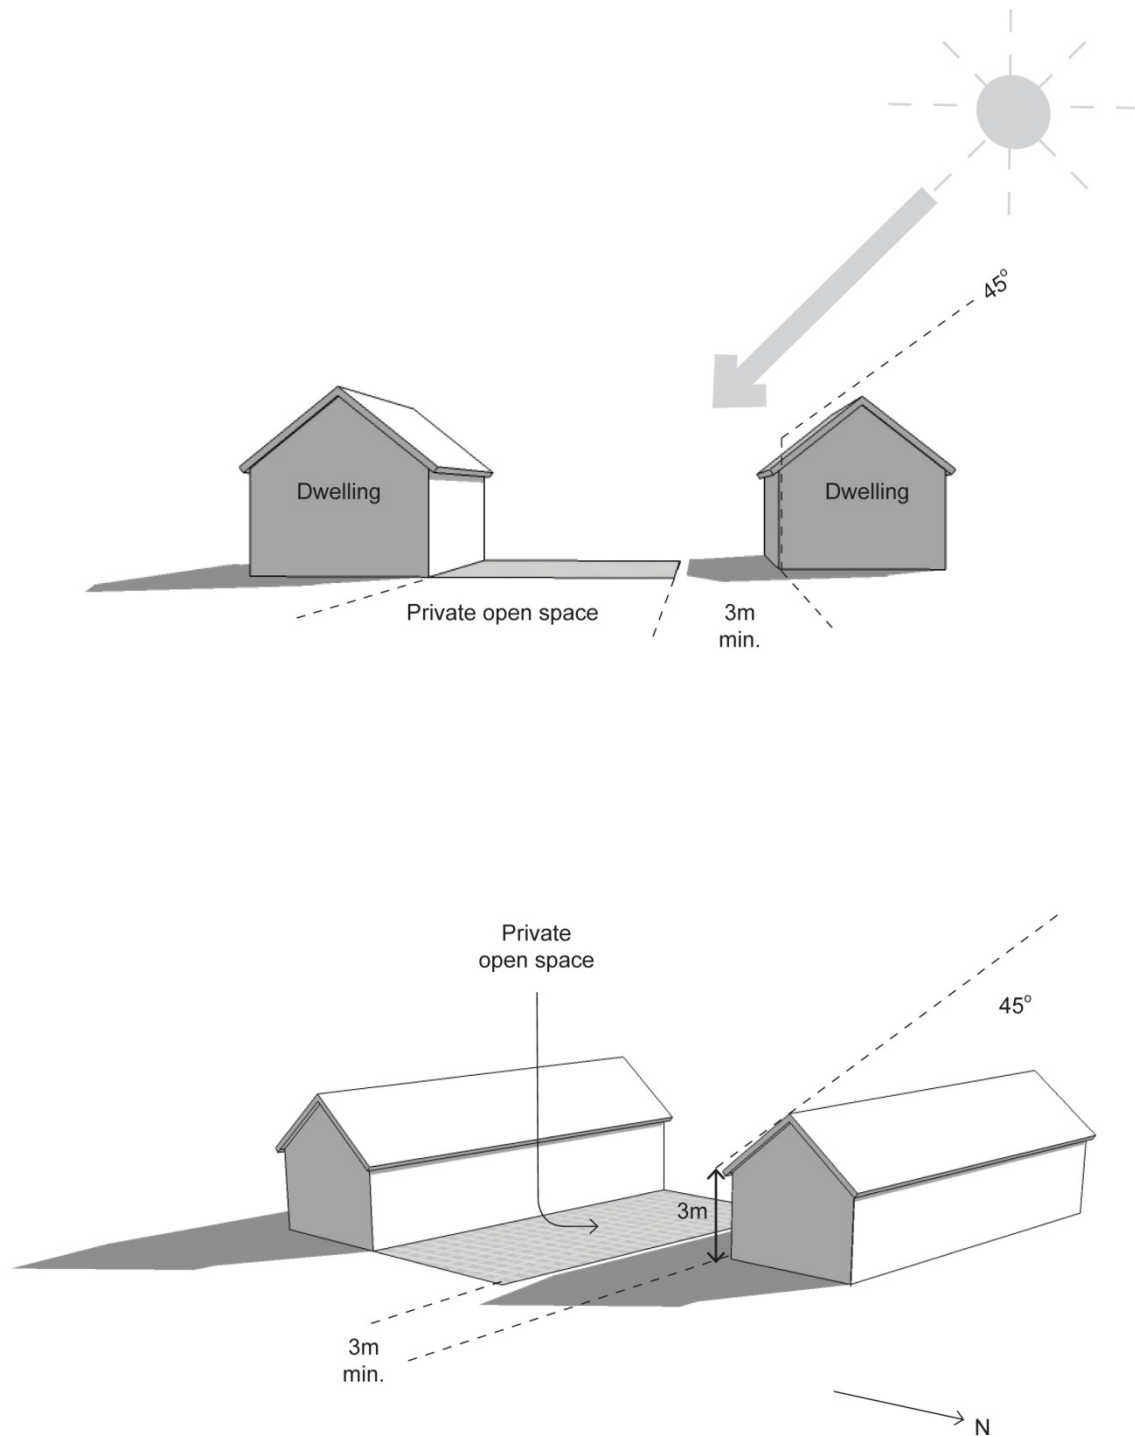 45°
Dwelling
Dwelling
Private open space
3m
min.
Private
open space
45°
3m
3m
min.
N